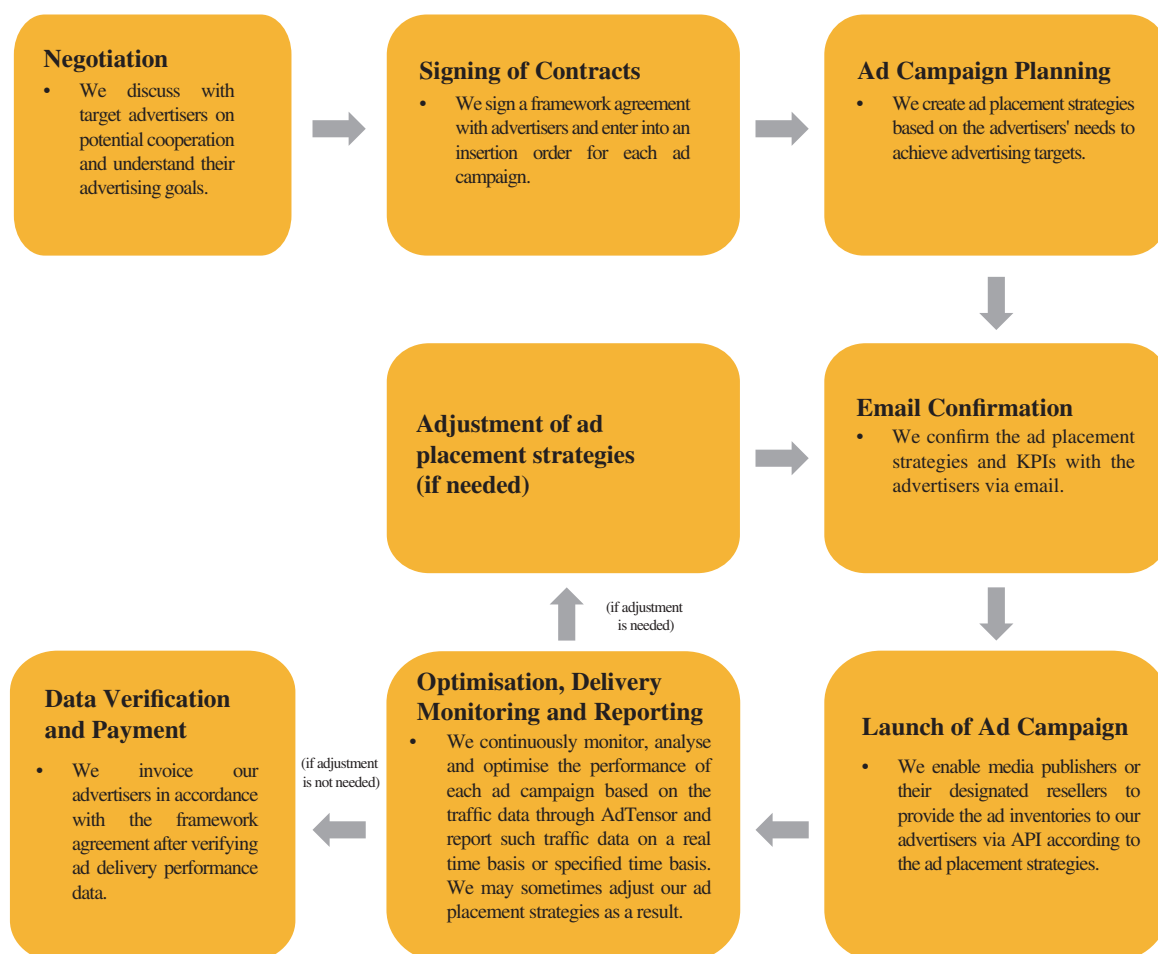 Negotiation
• We discuss with
target advertisers on
potential cooperation
and understand their
advertising goals.
Signing of Contracts
• We sign a framework agreement
with advertisers and enter into an
insertion order for each ad
campaign.
Ad Campaign Planning
• We create ad placement strategies
based on the advertisers' needs to
achieve advertising targets.
Email Confirmation
• We confirm the ad placement
strategies and KPIs with the
advertisers via email.
Adjustment of ad
placement strategies
(if needed)
(if adjustment
is needed)
Launch of Ad Campaign
• We enable media publishers or
their designated resellers to
provide the ad inventories to our
advertisers via API according to
the ad placement strategies.
Optimisation, Delivery
Monitoring and Reporting
• We continuously monitor, analyse
and optimise the performance of
each ad campaign based on the
traffic data through AdTensor and
report such traffic data on a real
time basis or specified time basis.
We may sometimes adjust our ad
placement strategies as a result.
(if adjustment
is not needed)
Data Verification
and Payment
• We invoice our
advertisers in accordance
with the framework
agreement after verifying
ad delivery performance
data.